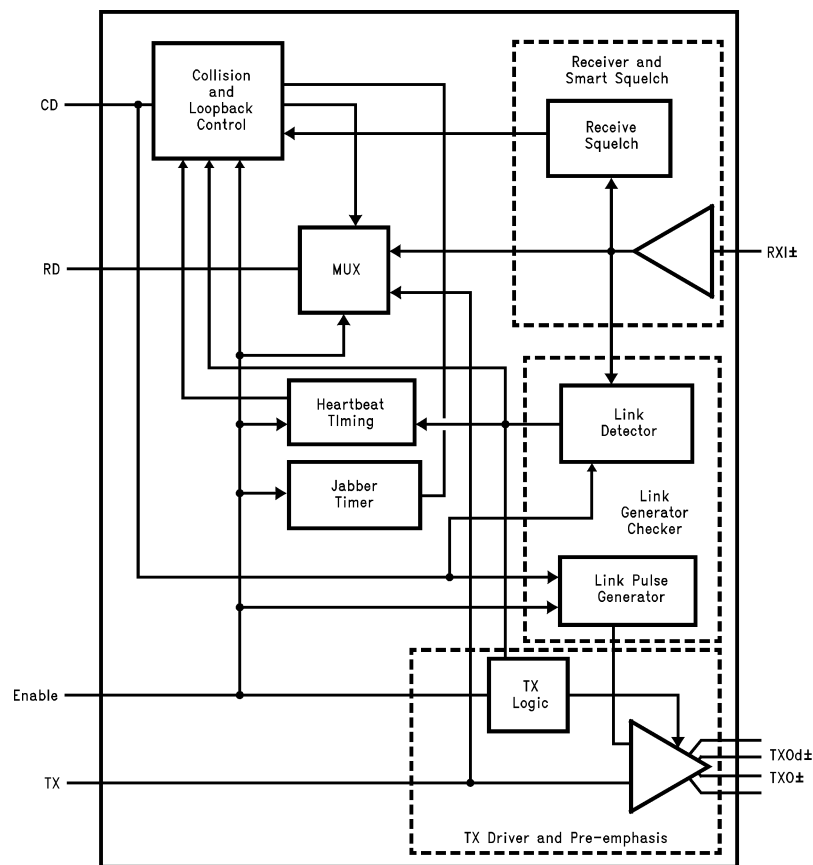 Collision
and
Loopback
Control
Receiver and
Smart Squelch
CD
Receive
Squelch
RD
MUX
RXI±
Heartbeat
TIming
Link
Detector
Jabber
Timer
Link
Generator
Checker
Link Pulse
Generator
Enable
TX
Logic
TXOd±
TXO±
TX
TX Driver and Pre-emphasis